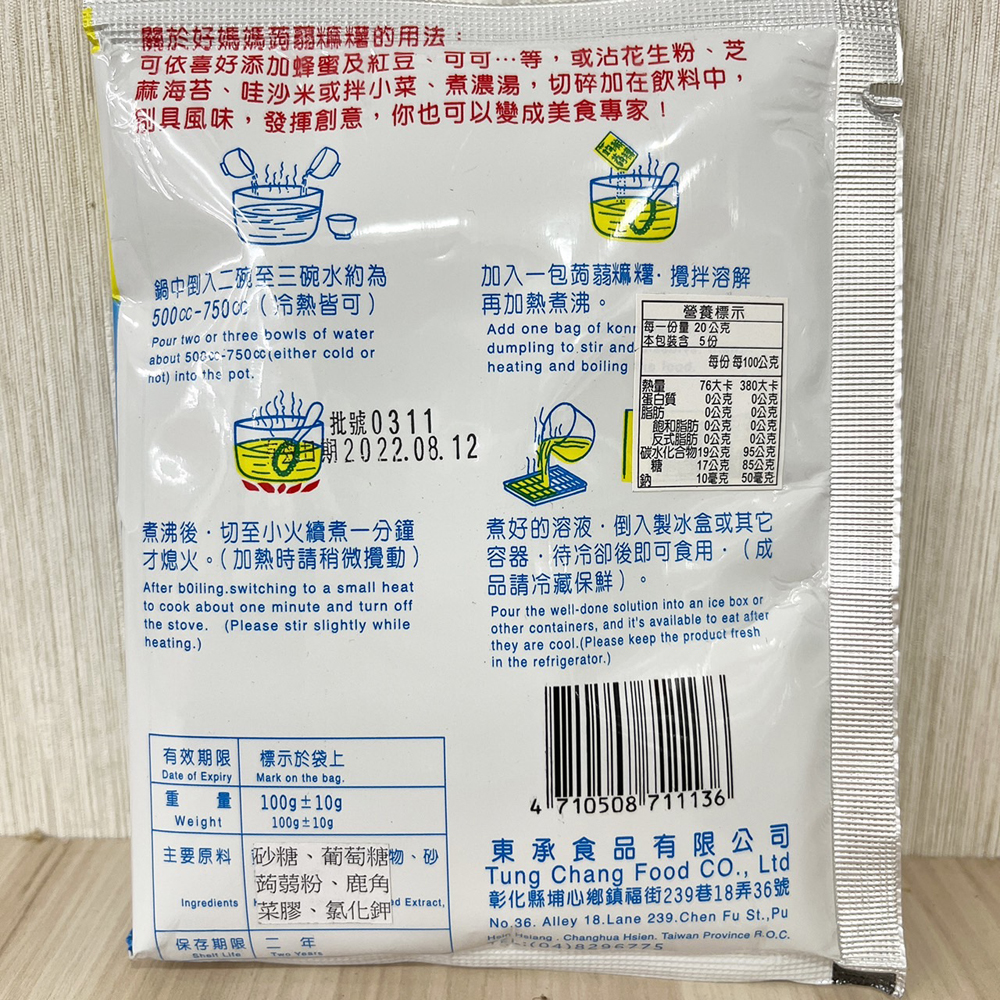 關於好媽媽蒟蒻麻糬的用法：
可依喜好添加蜂蜜及紅豆、可可…等，或沾花生粉、芝
蔴海苔、哇沙米或拌小菜、煮濃湯，切碎加在飲料中，
別具風味，發揮創意，你也可以變成美食專家！
鍋中倒入二碗至三碗水約為
500cc-750cc（冷熱皆可）
Pour two or three bowls of water
about 500cc-750cc(either cold or
hot) into the pot.
加入一包蒟蒻麻糬·攪拌溶解
再加熱煮沸。
Add one bag of konn
dumpling to stir and
heating and boiling
營養標示
每一份量 20公克
本包裝含 5份
每份 每100公克
熱量 76大卡 380大卡
蛋白質 0公克 0公克
脂肪 0公克 0公克
飽和脂肪 0公克 0公克
反式脂肪 0公克 0公克
碳水化合物19公克 95公克
糖 17公克 85公克
鈉 10毫克 50毫克
批號0311
期2022.08.12
煮沸後·切至小火續煮一分鐘
才熄火。（加熱時請稍微攪動）
After b0iling.switching to a small heat
to cook about one minute and turn off
the stove. (Please stir slightly while
heating.)
煮好的溶液·倒入製冰盒或其它
容器·待冷卻後即可食用·（成
品請冷藏保鮮）。
Pour the well-done solution into an ice box or
other containers, and it's available to eat after
they are cool.(Please keep the product fresh
in the refrigerator.)
有效期限 標示於袋上
Date of Expiry Mark on the bag.
重 量 100g±10g
Weight 100g±10g
主要原料 砂糖、葡萄糖物、砂
蒟蒻粉、鹿角
Ingredients ed Extract,
菜膠、氯化鉀
保存期限 二 年
Shelf Life Two Years
4 710508 711136
東承食品有限公司
Tung Chang Food CO., Ltd
彰化縣埔心鄉鎮福街239巷18弄36號
No.36. Alley 18.Lane 239.Chen Fu St.,Pu
Hsin Hsiang . Changhua Hsien. Taiwan Province R.O.C.
TEL:(04)8296775